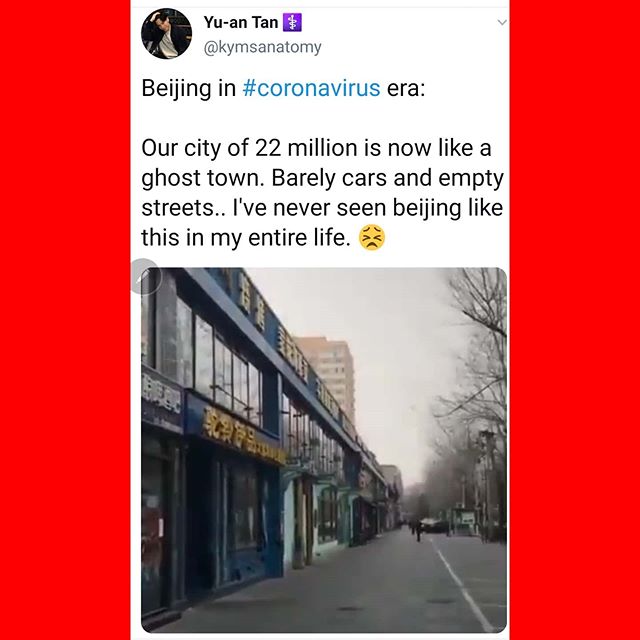 Yu-an Tan ⚕
@kymsanatomy
Beijing in #coronavirus era:
Our city of 22 million is now like a
ghost town. Barely cars and empty
streets.. I've never seen beijing like
this in my entire life. 😣